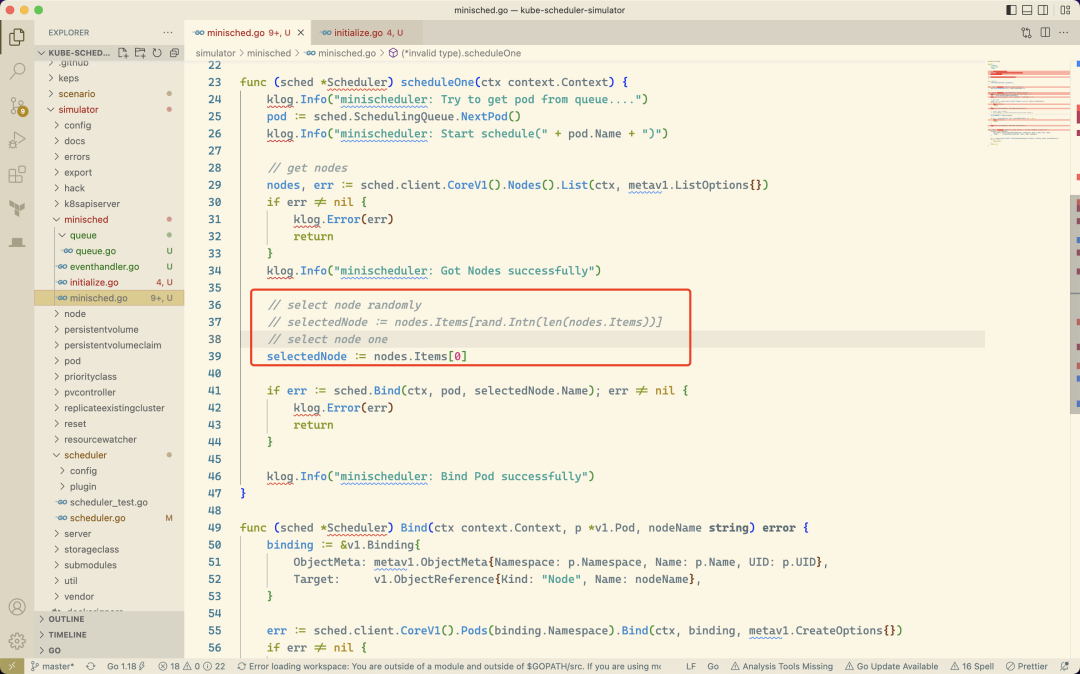 minisched.go — kube-scheduler-simulator
EXPLORER
KUBE-SCHED...
.github
keps
scenario
simulator
config
docs
errors
export
hack
k8sapiserver
minisched
queue
queue.go U
eventhandler.go U
initialize.go 4, U
minisched.go 9+, U
node
persistentvolume
persistentvolumeclaim
pod
priorityclass
pvcontroller
replicateexistingcluster
reset
resourcewatcher
scheduler
config
plugin
scheduler_test.go
scheduler.go M
server
storageclass
submodules
util
vendor
OUTLINE
TIMELINE
GO
9
minisched.go 9+, U
initialize.go 4, U
simulator > minisched > minisched.go > (*invalid type).scheduleOne
22
23 func (sched *Scheduler) scheduleOne(ctx context.Context) {
24 klog.Info("minischeduler: Try to get pod from queue....")
25 pod := sched.SchedulingQueue.NextPod()
26 klog.Info("minischeduler: Start schedule(" + pod.Name + ")")
27
28 // get nodes
29 nodes, err := sched.client.CoreV1().Nodes().List(ctx, metav1.ListOptions{})
30 if err ≠ nil {
31 klog.Error(err)
32 return
33 }
34 klog.Info("minischeduler: Got Nodes successfully")
35
36 // select node randomly
37 // selectedNode := nodes.Items[rand.Intn(len(nodes.Items))]
38 // select node one
39 selectedNode := nodes.Items[0]
40
41 if err := sched.Bind(ctx, pod, selectedNode.Name); err ≠ nil {
42 klog.Error(err)
43 return
44 }
45
46 klog.Info("minischeduler: Bind Pod successfully")
47 }
48
49 func (sched *Scheduler) Bind(ctx context.Context, p *v1.Pod, nodeName string) error {
50 binding := &v1.Binding{
51 ObjectMeta: metav1.ObjectMeta{Namespace: p.Namespace, Name: p.Name, UID: p.UID},
52 Target: v1.ObjectReference{Kind: "Node", Name: nodeName},
53 }
54
55 err := sched.client.CoreV1().Pods(binding.Namespace).Bind(ctx, binding, metav1.CreateOptions{})
56 if err ≠ nil {
master* Go 1.18 18 0 22 Error loading workspace: You are outside of a module and outside of $GOPATH/src. If you are using mo LF Go Analysis Tools Missing Go Update Available 16 Spell Prettier